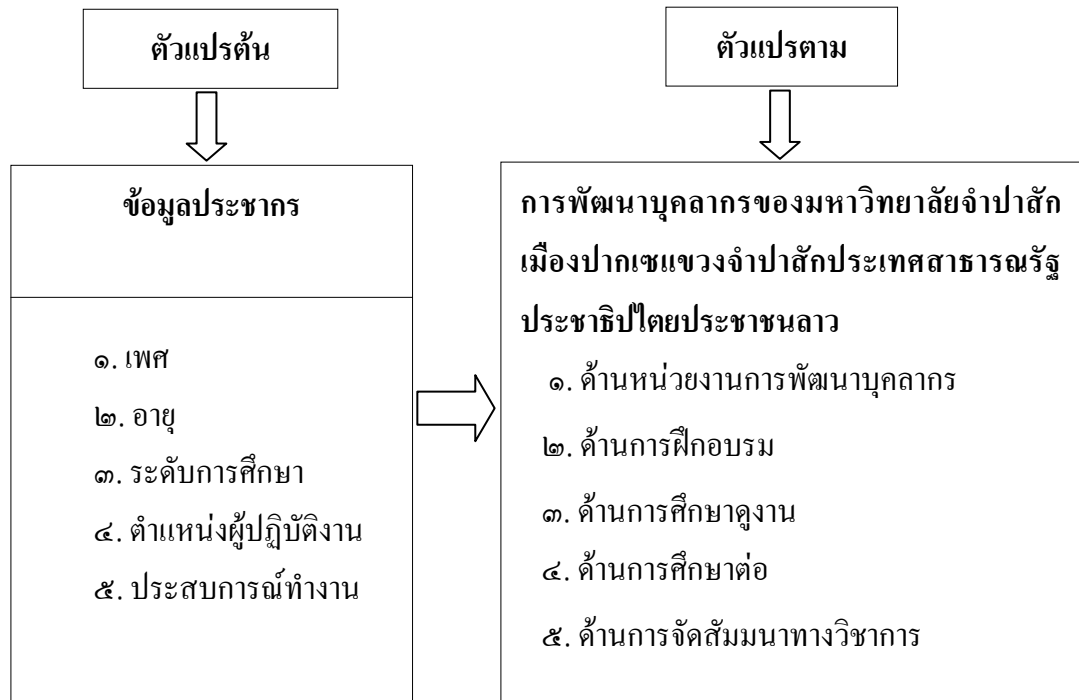 ตัวแปรต้น
ตัวแปรตาม
ข้อมูลประชากร
๑. เพศ
๒. อายุ
๓. ระดับการศึกษา
๔. ตำแหน่งผู้ปฏิบัติงาน
๕. ประสบการณ์ทำงาน
การพัฒนาบุคลากรของมหาวิทยาลัยจำปาสัก
เมืองปากเซแขวงจำปาสักประเทศสาธารณรัฐ
ประชาธิปไตยประชาชนลาว
๑. ด้านหน่วยงานการพัฒนาบุคลากร
๒. ด้านการฝึกอบรม
๓. ด้านการศึกษาดูงาน
๔. ด้านการศึกษาต่อ
๕. ด้านการจัดสัมมนาทางวิชาการ